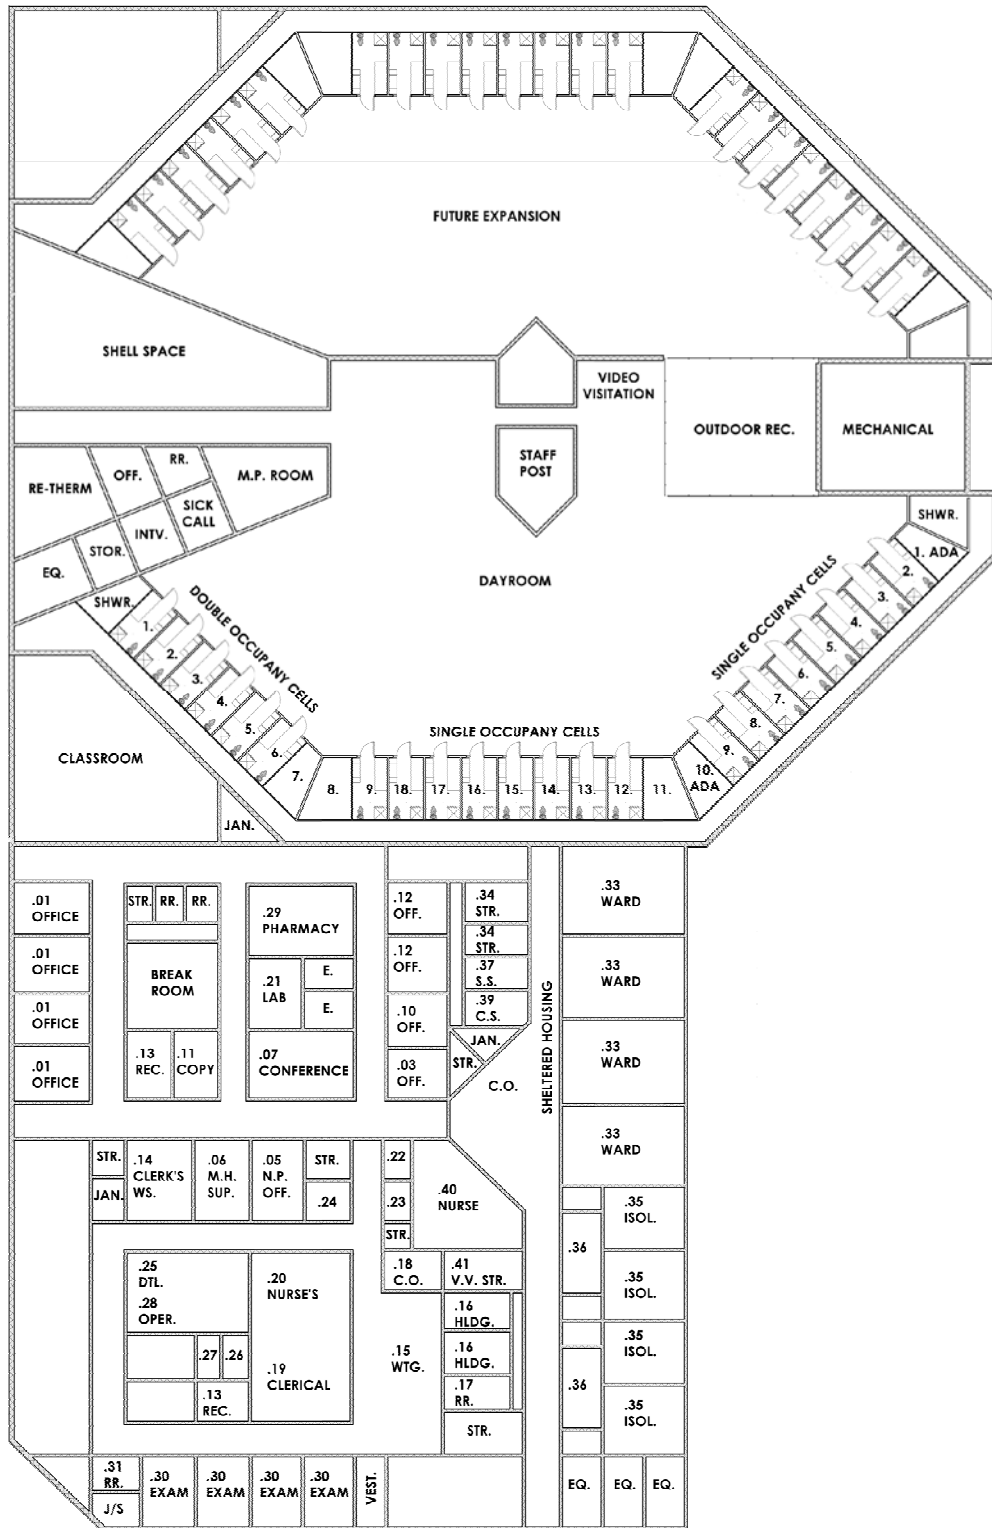 FUTURE EXPANSION
SHELL SPACE
VIDEO
VISITATION
OUTDOOR REC.
MECHANICAL
RE-THERM
OFF.
RR.
M.P. ROOM
SICK
CALL
INTV.
STOR.
EQ.
SHWR.
STAFF
POST
DAYROOM
SHWR.
1. ADA
2.
3.
4.
5.
6.
7.
8.
9.
10.
ADA
SINGLE OCCUPANY CELLS
DOUBLE OCCUPANY CELLS
1.
2.
3.
4.
5.
6.
7.
SINGLE OCCUPANY CELLS
8.
9.
18.
17.
16.
15.
14.
13.
12.
11.
CLASSROOM
JAN.
.01
OFFICE
.01
OFFICE
.01
OFFICE
.01
OFFICE
STR.
RR.
RR.
BREAK
ROOM
.13
REC.
.11
COPY
.29
PHARMACY
.21
LAB
E.
E.
.07
CONFERENCE
.12
OFF.
.12
OFF.
.10
OFF.
.03
OFF.
.34
STR.
.34
STR.
.37
S.S.
.39
C.S.
JAN.
STR.
C.O.
SHELTERED HOUSING
.33
WARD
.33
WARD
.33
WARD
.33
WARD
STR.
JAN.
.14
CLERK'S
WS.
.06
M.H.
SUP.
.05
N.P.
OFF.
STR.
.24
.22
.23
STR.
.40
NURSE
.18
C.O.
.41
V.V. STR.
.25
DTL.
.28
OPER.
.27
.26
.13
REC.
.20
NURSE'S
.19
CLERICAL
.15
WTG.
.16
HLDG.
.16
HLDG.
.17
RR.
STR.
.36
.36
.35
ISOL.
.35
ISOL.
.35
ISOL.
.35
ISOL.
.31
RR.
J/S
.30
EXAM
.30
EXAM
.30
EXAM
.30
EXAM
VEST.
EQ.
EQ.
EQ.